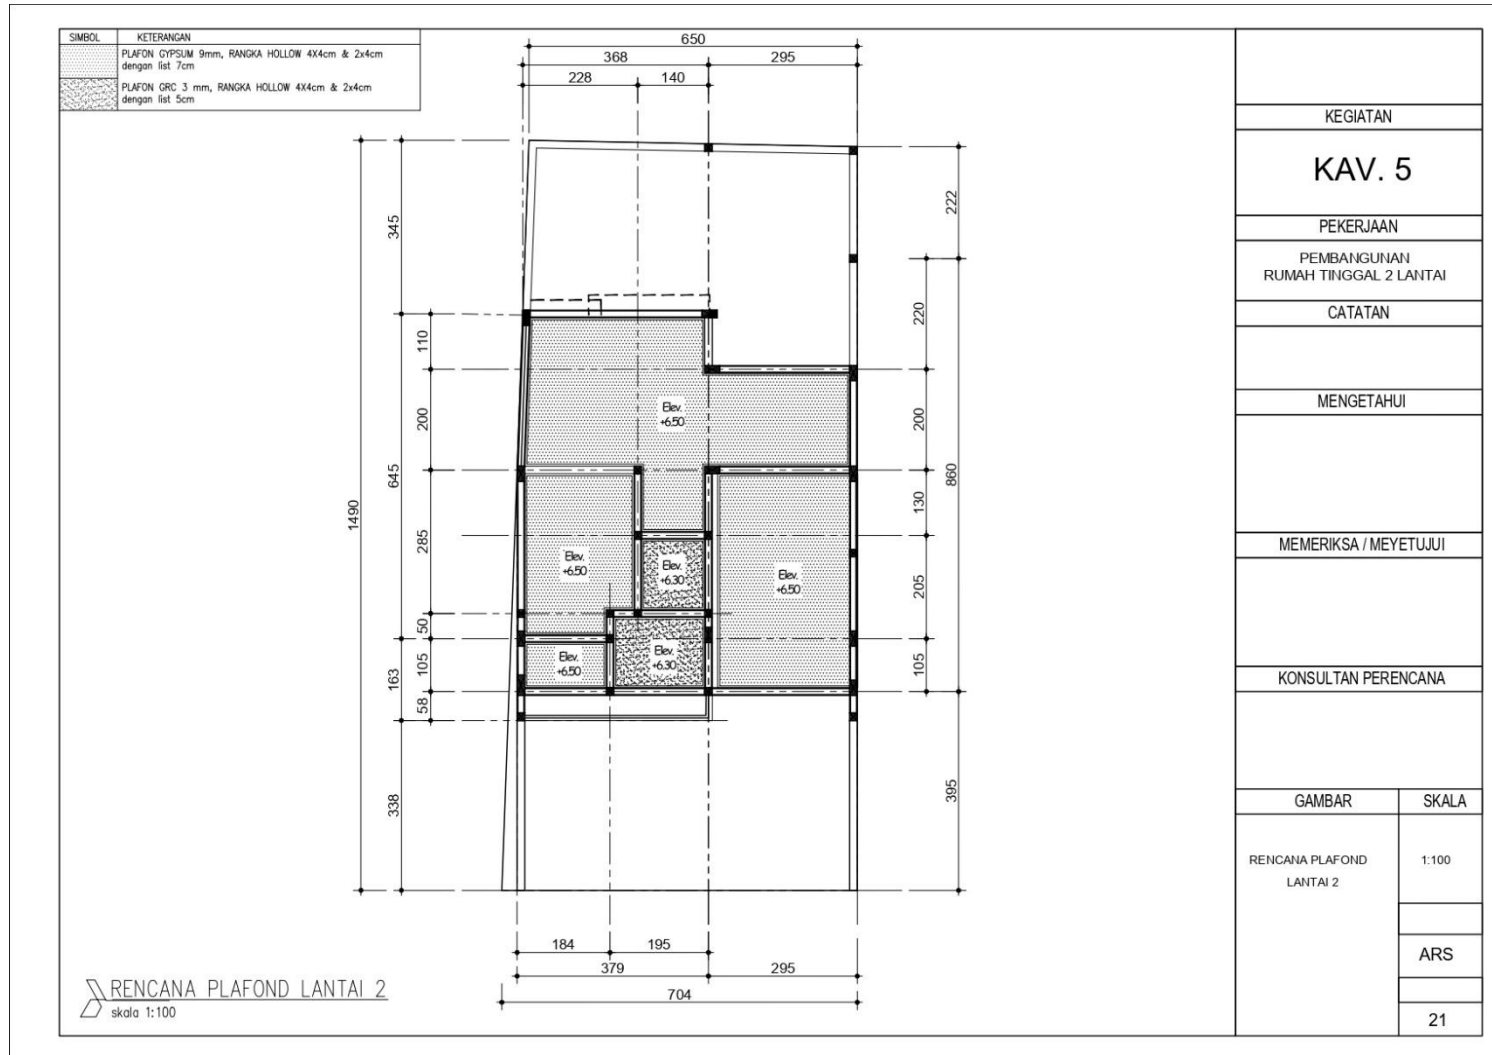 SIMBOL KETERANGAN
PLAFON GYPSUM 9mm, RANGKA HOLLOW 4X4cm & 2x4cm
dengan list 7cm
PLAFON GRC 3 mm, RANGKA HOLLOW 4X4cm & 2x4cm
dengan list 5cm
650
368 295
228 140
345
222
220
110
200
200
Elev.
+6.50
645
860
1490
130
285
Elev.
+6.50
Elev.
+6.30
Elev.
+6.50
205
50
Elev.
+6.50
Elev.
+6.30
163
105
105
58
338
395
184 195
379 295
704
RENCANA PLAFOND LANTAI 2
skala 1:100
KEGIATAN
KAV. 5
PEKERJAAN
PEMBANGUNAN
RUMAH TINGGAL 2 LANTAI
CATATAN
MENGETAHUI
MEMERIKSA / MEYETUJUI
KONSULTAN PERENCANA
GAMBAR SKALA
RENCANA PLAFOND
LANTAI 2
1:100
ARS
21